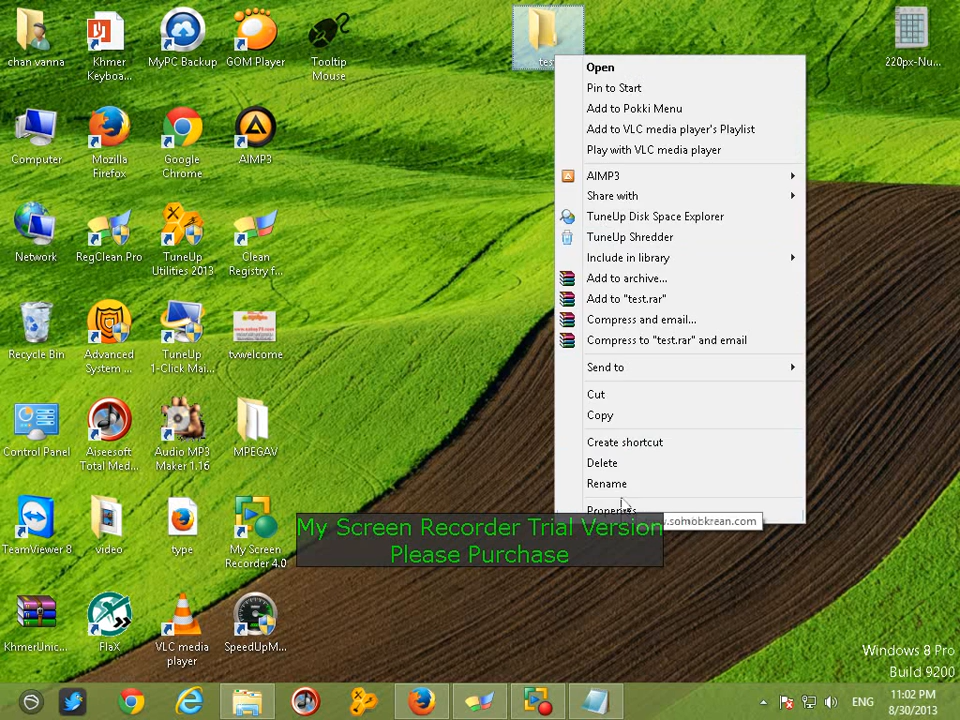 chan vanna
Khmer
Keyboa...
MyPC Backup
GOM Player
Tooltip
Mouse
220px-Nu...
Computer
Mozilla
Firefox
Google
Chrome
AIMP3
Network
RegClean Pro
TuneUp
Utilities 2013
Clean
Registry f...
Recycle Bin
Advanced
System ...
TuneUp
1-Click Mai...
tvwelcome
Control Panel
Aiseesoft
Total Med...
Audio MP3
Maker 1.16
MPEGAV
TeamViewer 8
video
type
My Screen
Recorder 4.0
KhmerUnic...
FlaX
VLC media
player
SpeedUpM...
Open
Pin to Start
Add to Pokki Menu
Add to VLC media player's Playlist
Play with VLC media player
AIMP3
Share with
TuneUp Disk Space Explorer
TuneUp Shredder
Include in library
Add to archive...
Add to "test.rar"
Compress and email...
Compress to "test.rar" and email
Send to
Cut
Copy
Create shortcut
Delete
Rename
Properties
My Screen Recorder Trial Version
Please Purchase
Windows 8 Pro
Build 9200
ENG
11:02 PM
8/30/2013